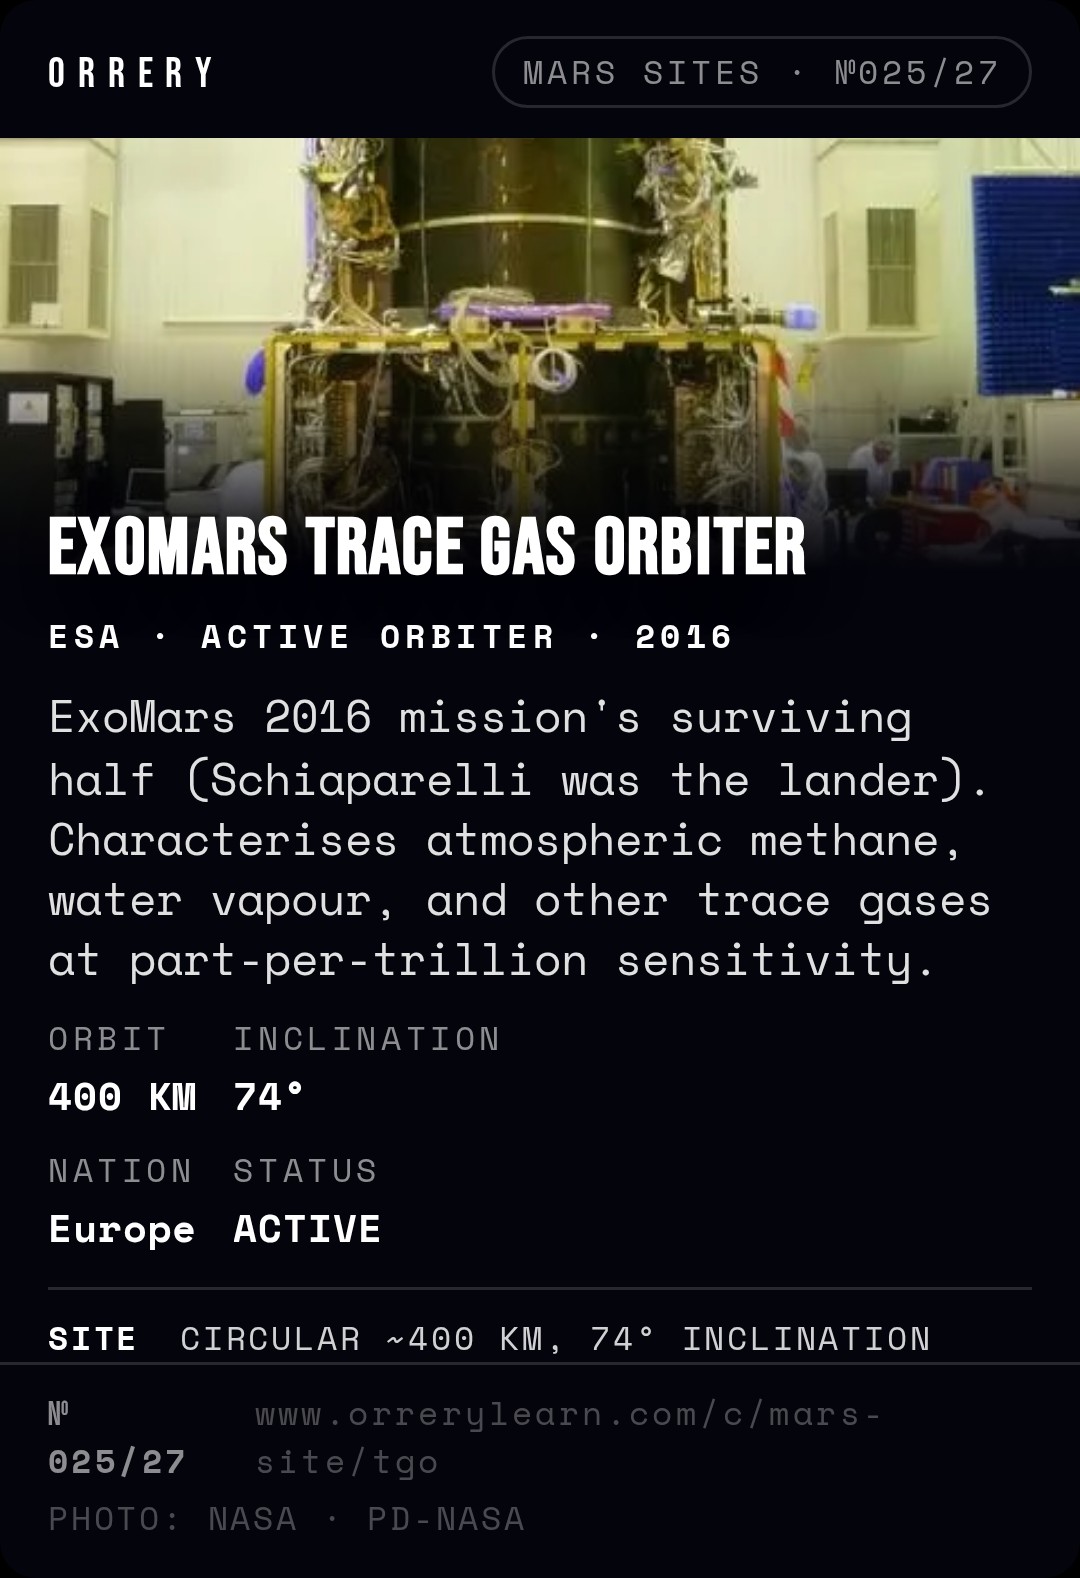 ORRERY
MARS SITES · №025/27
EXOMARS TRACE GAS ORBITER
ESA · ACTIVE ORBITER · 2016
ExoMars 2016 mission's surviving
half (Schiaparelli was the lander).
Characterises atmospheric methane,
water vapour, and other trace gases
at part-per-trillion sensitivity.
ORBIT INCLINATION
400 KM 74°
NATION STATUS
Europe ACTIVE
SITE CIRCULAR ~400 KM, 74° INCLINATION
№
025/27
www.orrerylearn.com/c/mars-
site/tgo
PHOTO: NASA · PD-NASA